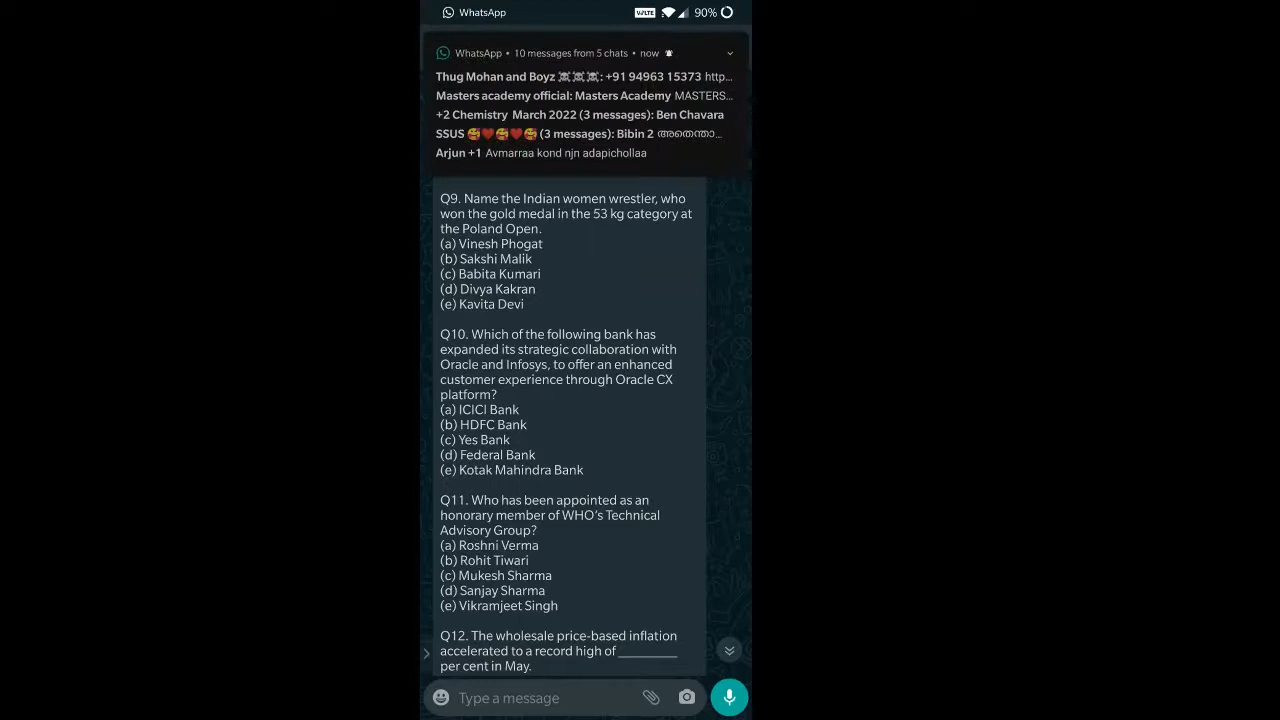 WhatsApp
VoLTE 90%
WhatsApp • 10 messages from 5 chats • now
Thug Mohan and Boyz ☠☠☠: +91 94963 15373 http...
Masters academy official: Masters Academy MASTERS...
+2 Chemistry March 2022 (3 messages): Ben Chavara
SSUS 🥰❤️🥰❤️🥰 (3 messages): Bibin 2 അതെന്താ...
Arjun +1 Avmarraa kond njn adapichollaa
Q9. Name the Indian women wrestler, who
won the gold medal in the 53 kg category at
the Poland Open.
(a) Vinesh Phogat
(b) Sakshi Malik
(c) Babita Kumari
(d) Divya Kakran
(e) Kavita Devi
Q10. Which of the following bank has
expanded its strategic collaboration with
Oracle and Infosys, to offer an enhanced
customer experience through Oracle CX
platform?
(a) ICICI Bank
(b) HDFC Bank
(c) Yes Bank
(d) Federal Bank
(e) Kotak Mahindra Bank
Q11. Who has been appointed as an
honorary member of WHO's Technical
Advisory Group?
(a) Roshni Verma
(b) Rohit Tiwari
(c) Mukesh Sharma
(d) Sanjay Sharma
(e) Vikramjeet Singh
Q12. The wholesale price-based inflation
accelerated to a record high of _________
per cent in May.
Type a message